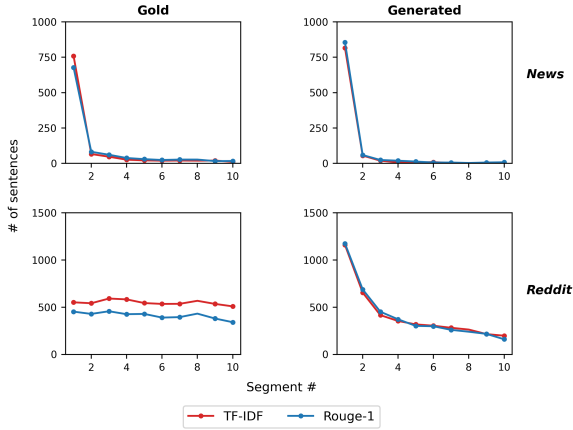 Gold Generated
1000 1000
750 750
500 500
250 250
0 0
2 4 6 8 10 2 4 6 8 10
News
# of sentences
1500 1500
1000 1000
500 500
0 0
2 4 6 8 10 2 4 6 8 10
Reddit
Segment #
TF-IDF Rouge-1